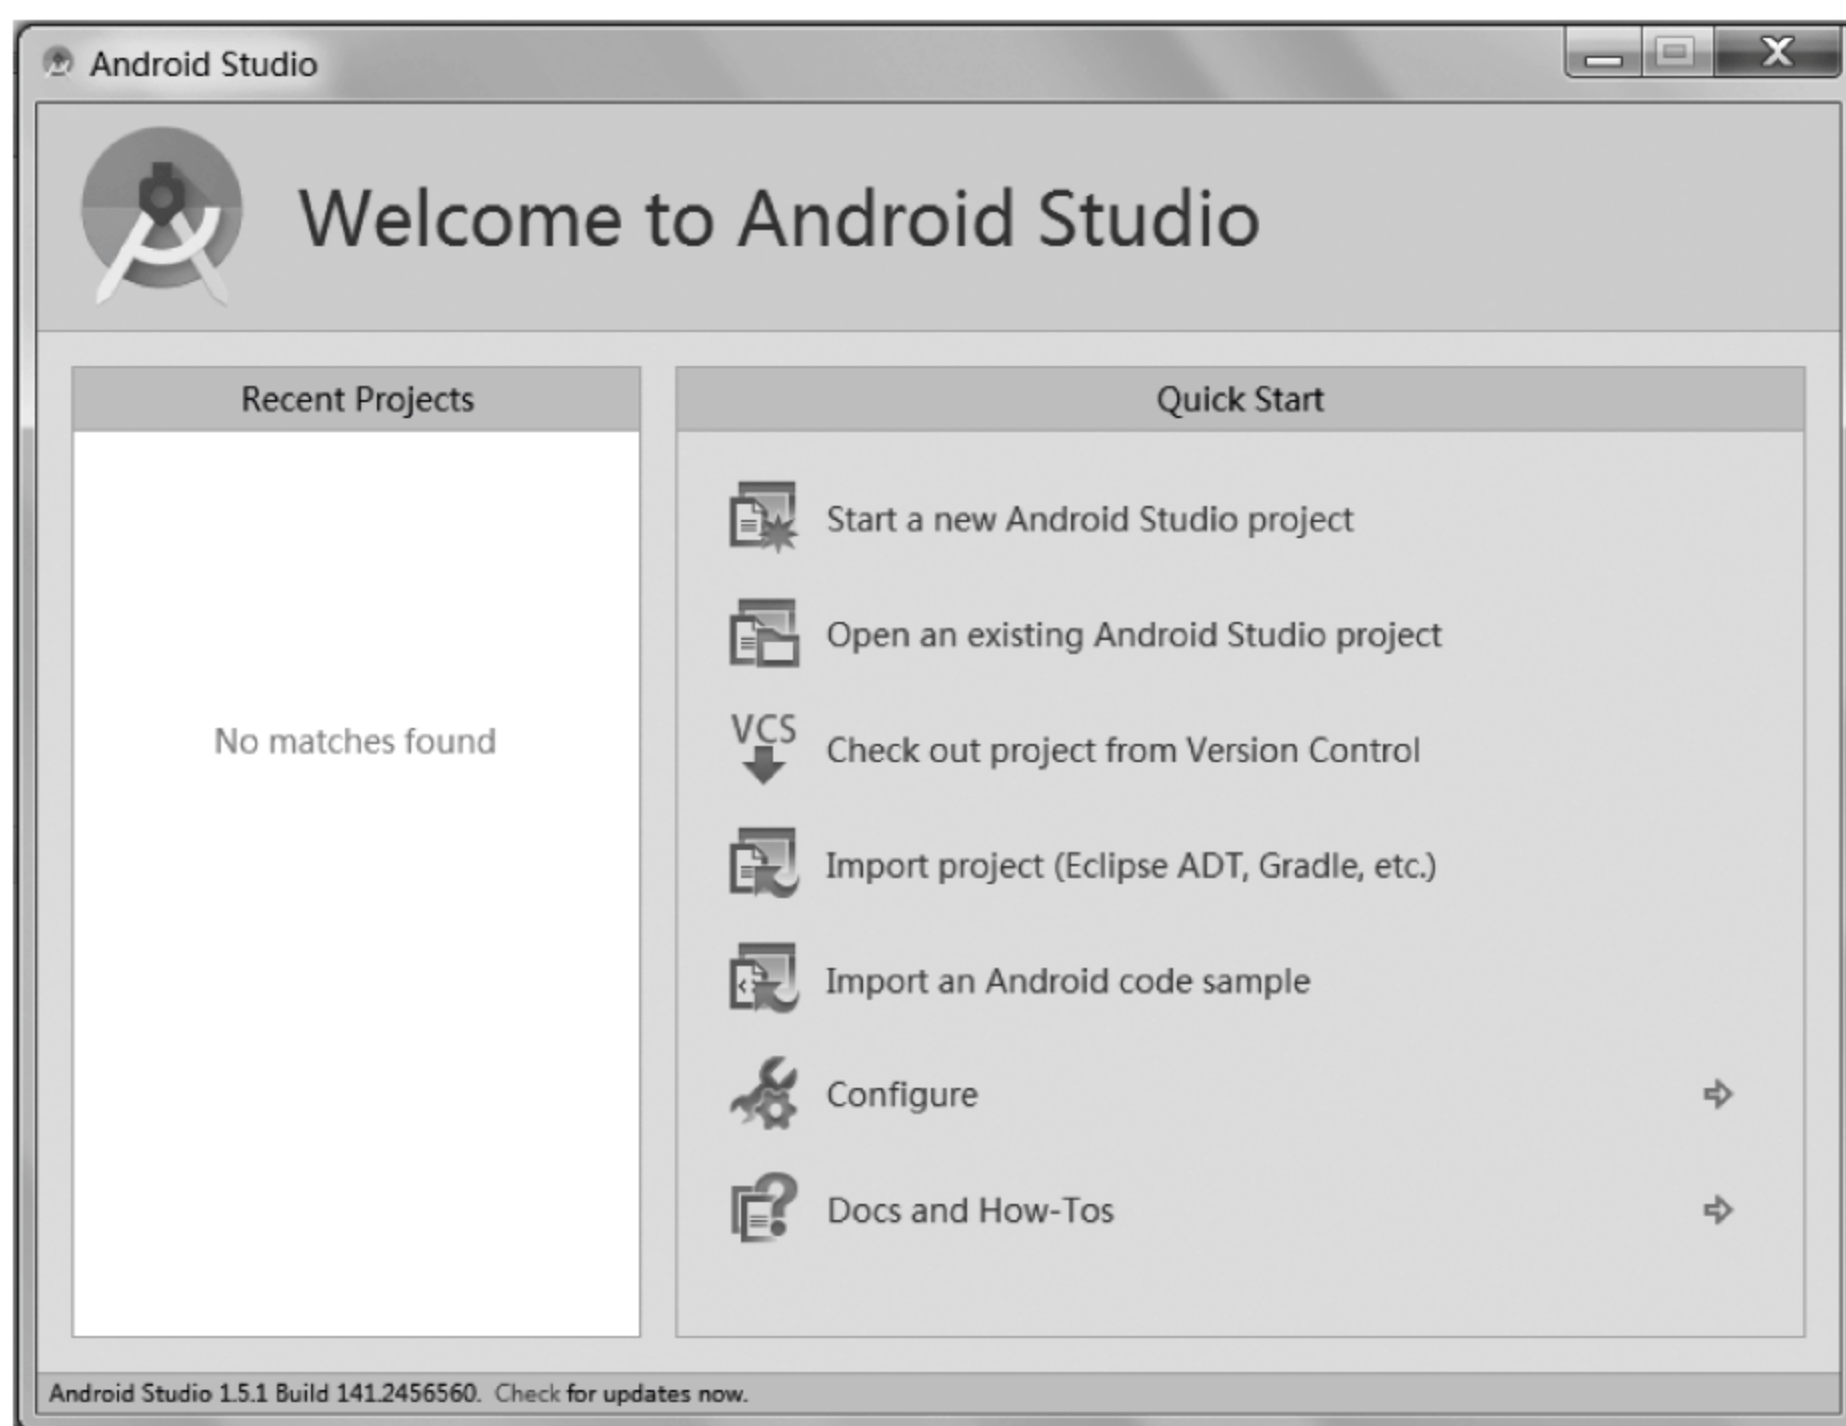 Android Studio
Welcome to Android Studio
Recent Projects
No matches found
Quick Start
Start a new Android Studio project
Open an existing Android Studio project
VCS
Check out project from Version Control
Import project (Eclipse ADT, Gradle, etc.)
Import an Android code sample
Configure
Docs and How-Tos
Android Studio 1.5.1 Build 141.2456560. Check for updates now.